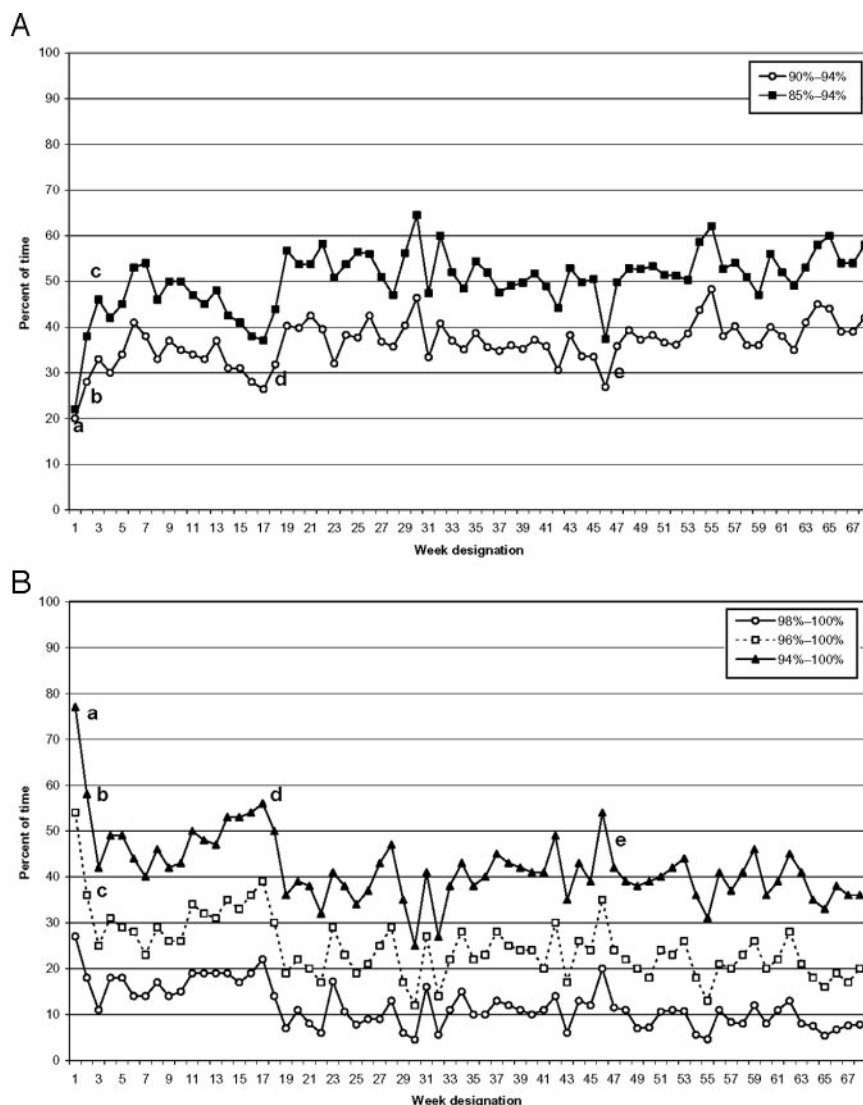 A
100
90
80
70
60
50
40
30
20
10
0
Percent of time
90%–94%
85%–94%
a
b
c
d
e
1 3 5 7 9 11 13 15 17 19 21 23 25 27 29 31 33 35 37 39 41 43 45 47 49 51 53 55 57 59 61 63 65 67
Week designation
B
100
90
80
70
60
50
40
30
20
10
0
Percent of time
98%–100%
96%–100%
94%–100%
a
b
c
d
e
1 3 5 7 9 11 13 15 17 19 21 23 25 27 29 31 33 35 37 39 41 43 45 47 49 51 53 55 57 59 61 63 65 67
Week designation